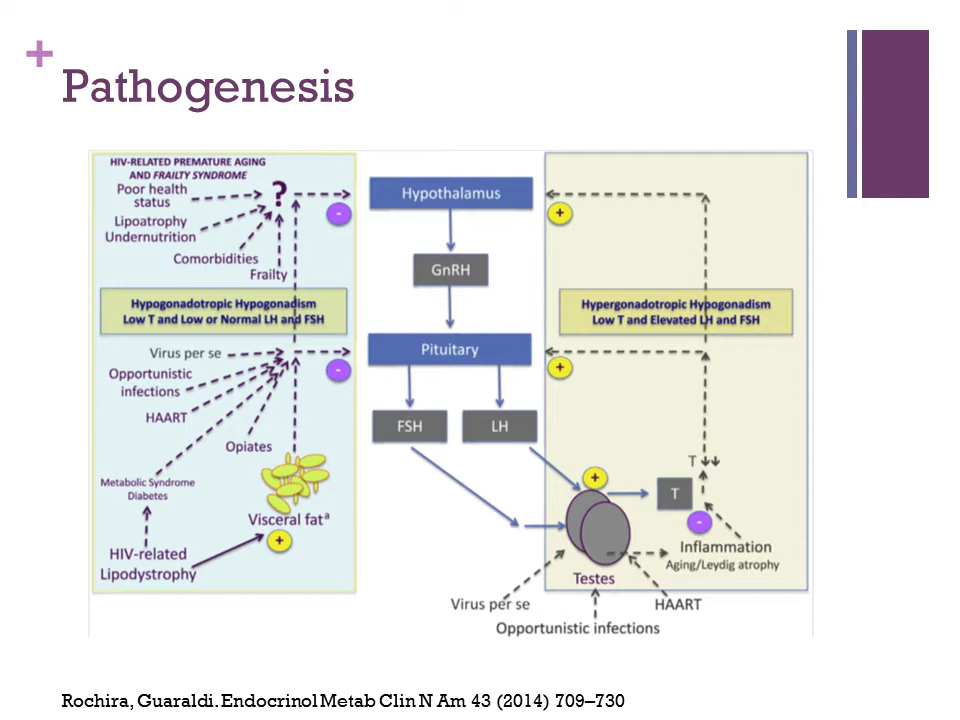 +
Pathogenesis
HIV-RELATED PREMATURE AGING
AND FRAILTY SYNDROME
Poor health
status
?
Lipoatrophy
Undernutrition
Comorbidities
Frailty
-
Hypogonadotropic Hypogonadism
Low T and Low or Normal LH and FSH
Virus per se
-
Opportunistic
infections
HAART
Opiates
Metabolic Syndrome
Diabetes
Visceral fatª
+
HIV-related
Lipodystrophy
Hypothalamus
GnRH
Pituitary
FSH
LH
+
Hypergonadotropic Hypogonadism
Low T and Elevated LH and FSH
+
T
+
T
-
Inflammation
Aging/Leydig atrophy
Testes
Virus per se
HAART
Opportunistic infections
Rochira, Guaraldi. Endocrinol Metab Clin N Am 43 (2014) 709–730